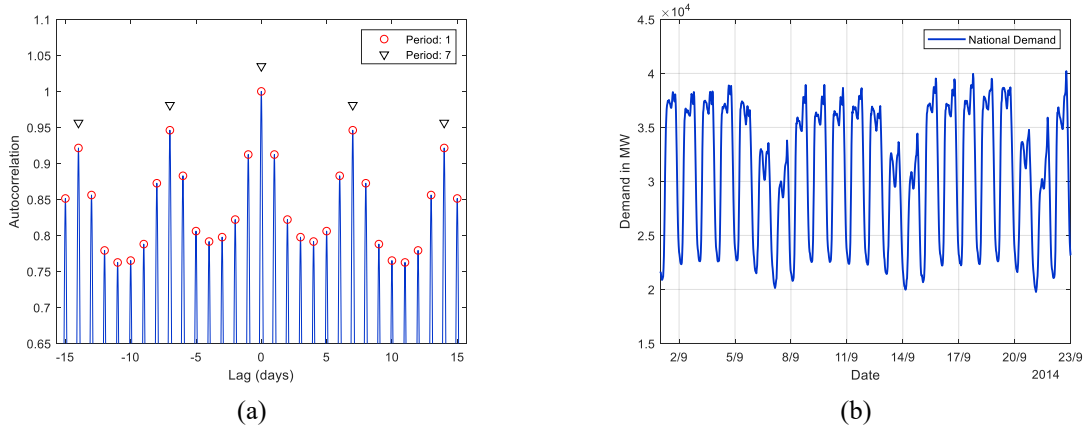 1.1
1.05
1
0.95
0.9
0.85
0.8
0.75
0.7
0.65
Autocorrelation
Period: 1
Period: 7
-15 -10 -5 0 5 10 15
Lag (days)
(a)
×10⁴
4.5
4
3.5
3
2.5
2
1.5
Demand in MW
National Demand
2/9 5/9 8/9 11/9 14/9 17/9 20/9 23/9
Date
2014
(b)